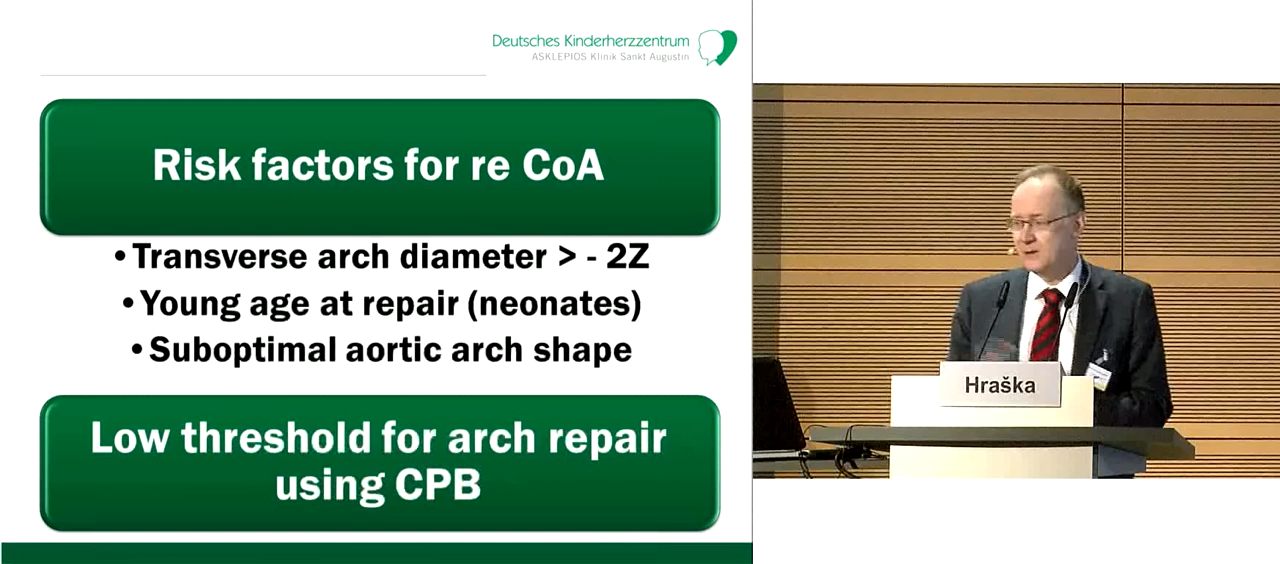 Deutsches Kinderherzzentrum
ASKLEPIOS Klinik Sankt Augustin
Risk factors for re CoA
•Transverse arch diameter > - 2Z
•Young age at repair (neonates)
•Suboptimal aortic arch shape
Low threshold for arch repair
using CPB
Hraška